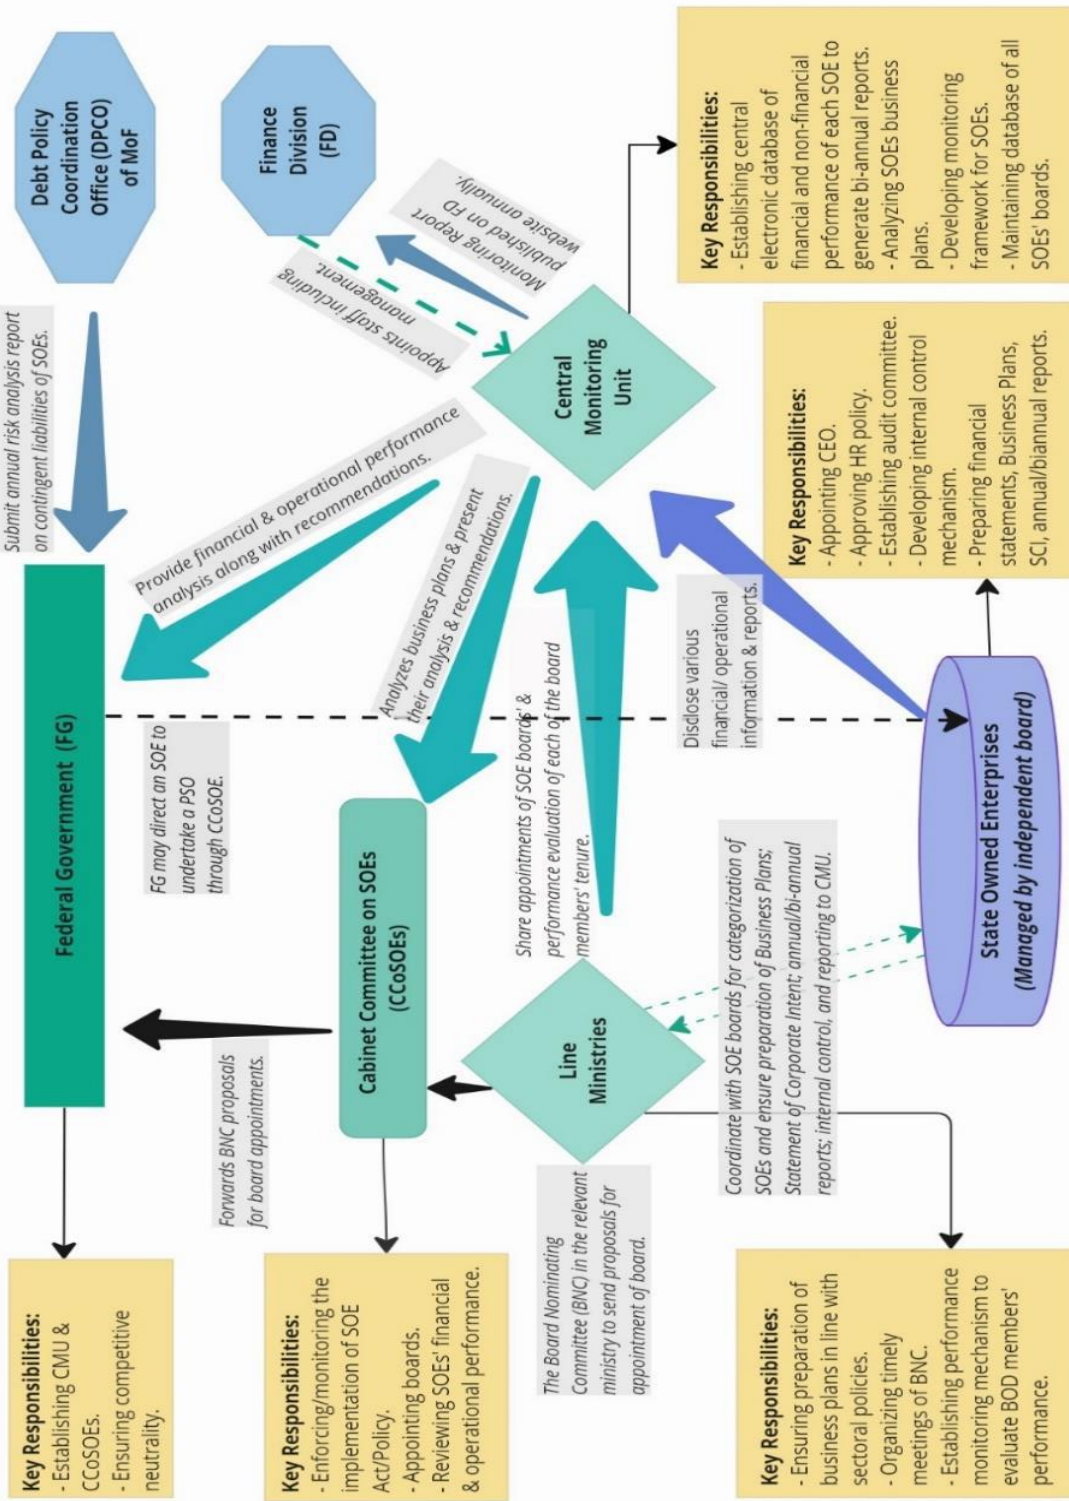 Key Responsibilities:
- Establishing CMU &
CCoSOEs.
- Ensuring competitive
neutrality.
Federal Government (FG)
Submit annual risk analysis report
on contingent liabilities of SOEs.
Debt Policy
Coordination
Office (DPCO)
of MoF
Forwards BNC proposals
for board appointments.
FG may direct an SOE to
undertake a PSO
through CCoSOE.
Provide financial & operational performance
analysis along with recommendations.
Appoints staff including
management.
Monitoring Report
published on FD
website annually.
Finance
Division
(FD)
Key Responsibilities:
- Enforcing/monitoring the
implementation of SOE
Act/Policy.
- Appointing boards.
- Reviewing SOEs' financial
& operational performance.
Cabinet Committee on SOEs
(CCoSOEs)
Analyzes business plans & present
their analysis & recommendations.
The Board Nominating
Committee (BNC) in the relevant
ministry to send proposals for
appointment of board.
Line
Ministries
Share appointments of SOE boards' &
performance evaluation of each of the board
members' tenure.
Central
Monitoring
Unit
Disclose various
financial/ operational
information & reports.
Key Responsibilities:
- Establishing central
electronic database of
financial and non-financial
performance of each SOE to
generate bi-annual reports.
- Analyzing SOEs business
plans.
- Developing monitoring
framework for SOEs.
- Maintaining database of all
SOEs' boards.
Key Responsibilities:
- Ensuring preparation of
business plans in line with
sectoral policies.
- Organizing timely
meetings of BNC.
- Establishing performance
monitoring mechanism to
evaluate BOD members'
performance.
Coordinate with SOE boards for categorization of
SOEs and ensure preparation of Business Plans;
Statement of Corporate Intent; annual/bi-annual
reports; internal control, and reporting to CMU.
State Owned Enterprises
(Managed by independent board)
Key Responsibilities:
- Appointing CEO.
- Approving HR policy.
- Establishing audit committee.
- Developing internal control
mechanism.
- Preparing financial
statements, Business Plans,
SCI, annual/biannual reports.